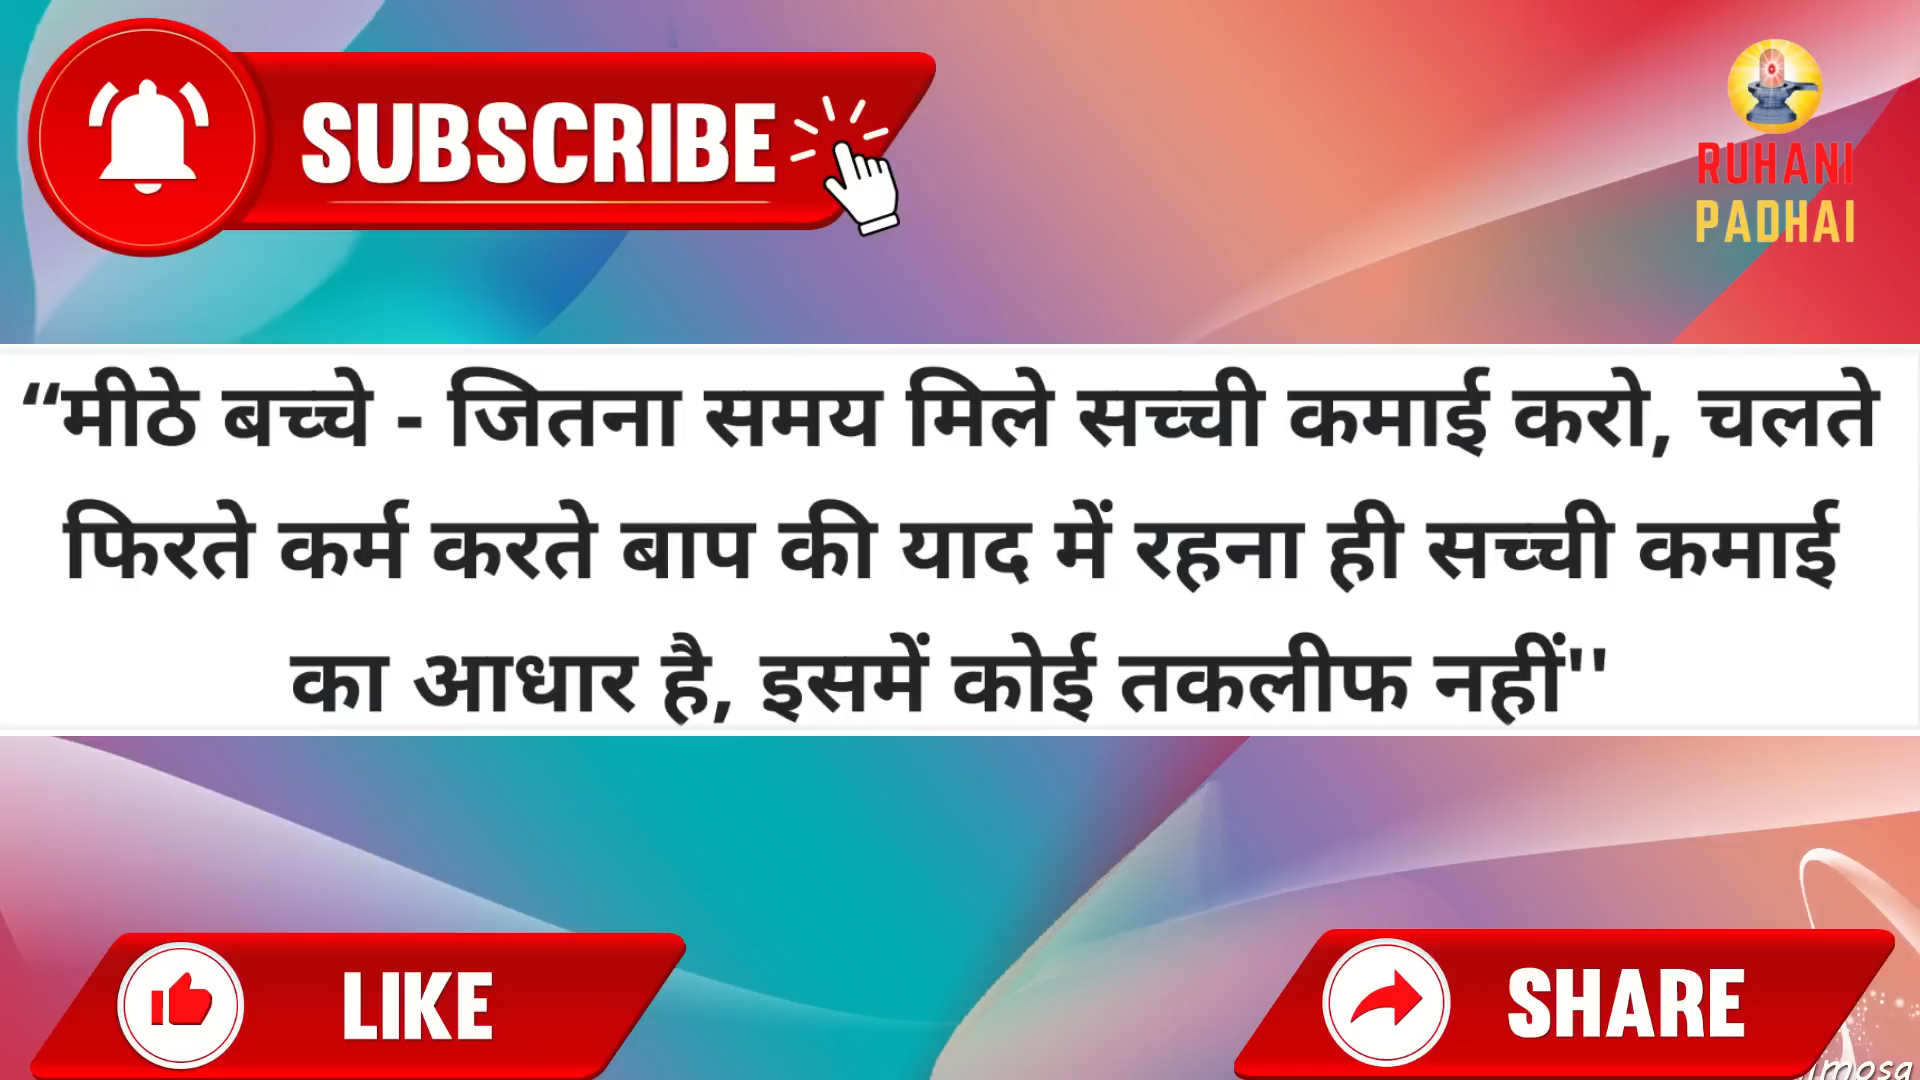 SUBSCRIBE
RUHANI
PADHAI
“मीठे बच्चे - जितना समय मिले सच्ची कमाई करो, चलते
फिरते कर्म करते बाप की याद में रहना ही सच्ची कमाई
का आधार है, इसमें कोई तकलीफ नहीं''
LIKE
SHARE